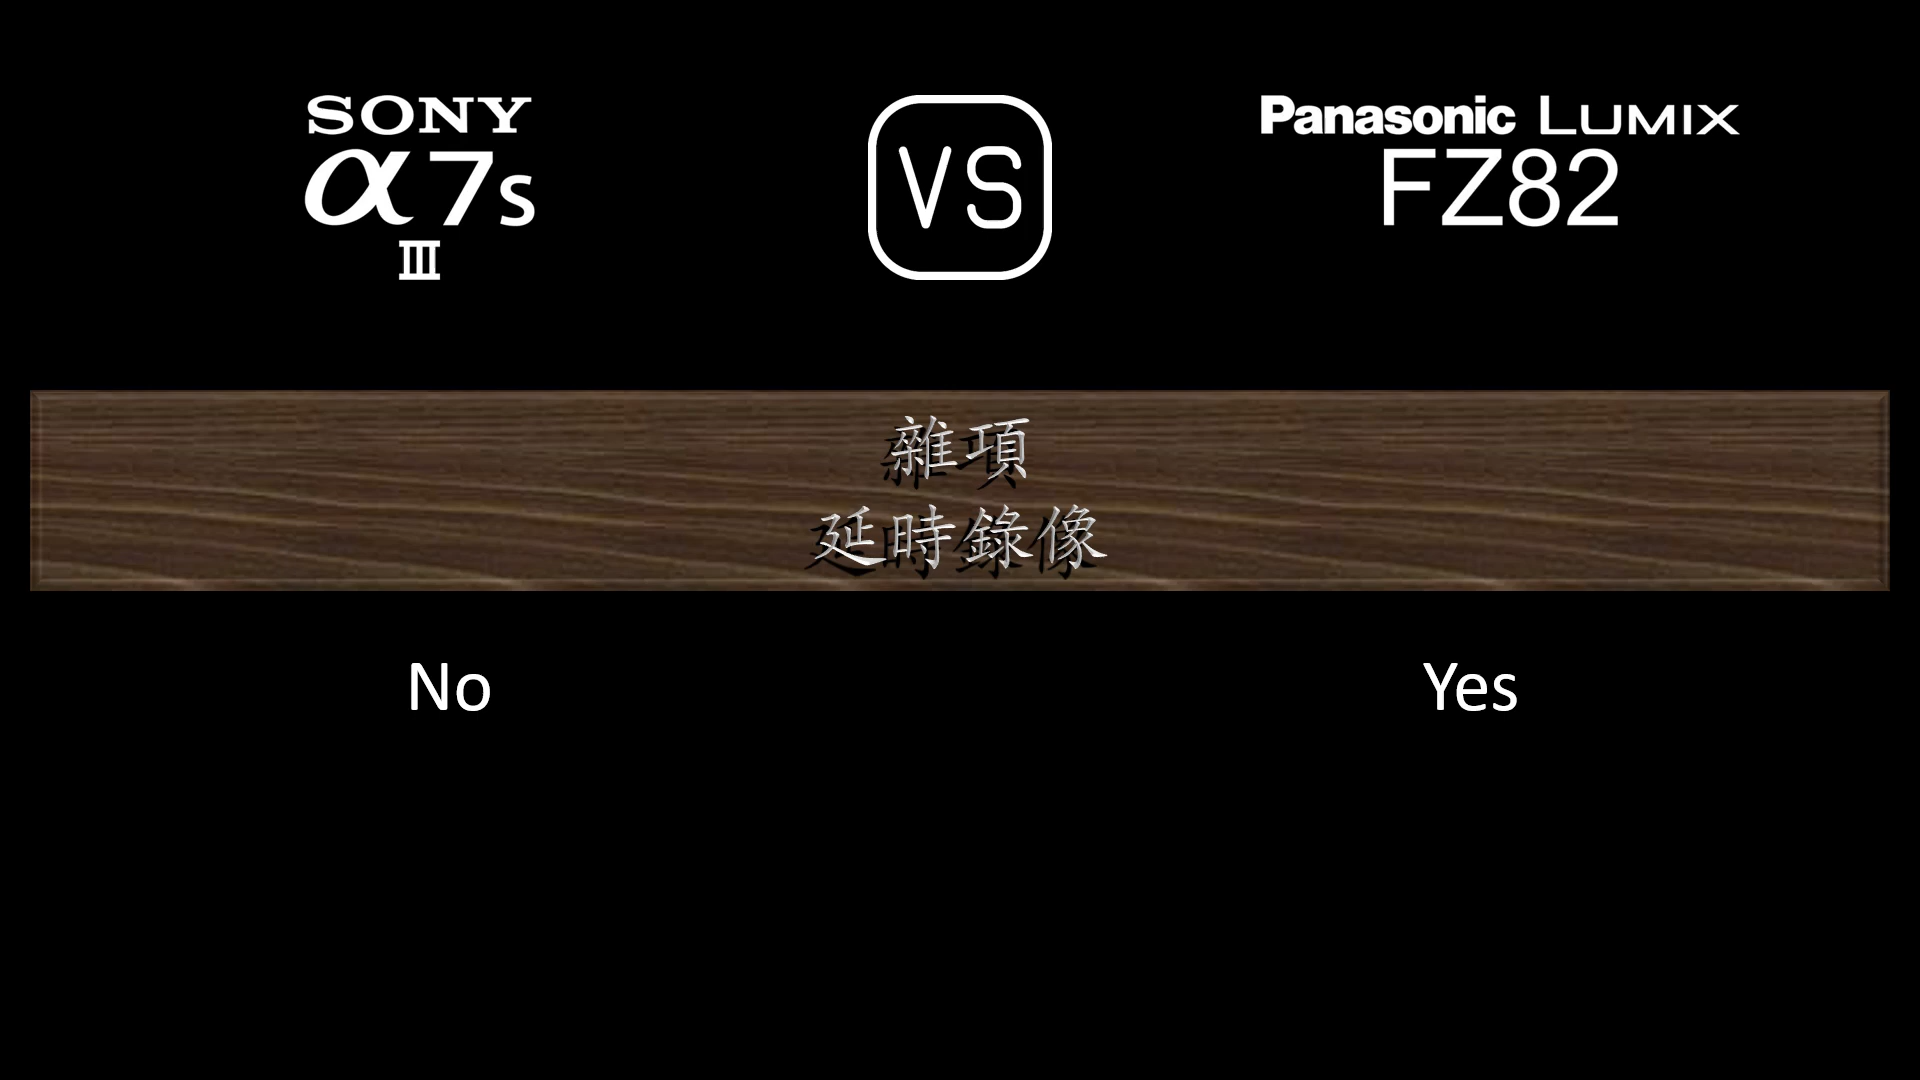 SONY
α7s
III
VS
Panasonic LUMIX
FZ82
雜項
延時錄像
No
Yes